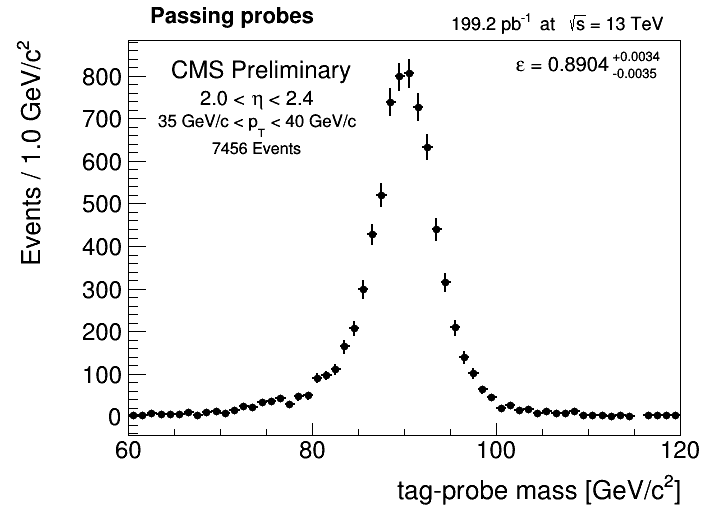 Passing probes
199.2 pb⁻¹ at √s = 13 TeV
CMS Preliminary
2.0 < η < 2.4
35 GeV/c < p_T < 40 GeV/c
7456 Events
ε = 0.8904 +0.0034 -0.0035
Events / 1.0 GeV/c²
800
700
600
500
400
300
200
100
0
60 80 100 120
tag-probe mass [GeV/c²]